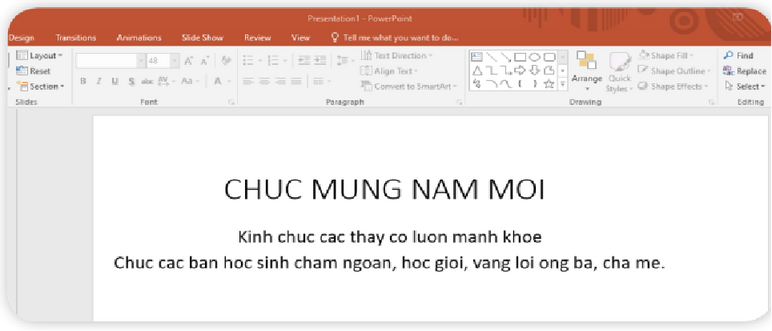 Presentation1 - PowerPoint
Design Transitions Animations Slide Show Review View Tell me what you want to do...
Layout Text Direction Shape Fill Find
Reset 48 Align Text Shape Outline Replace
Section B I U S abc AV Aa A Convert to SmartArt Arrange Quick Styles Shape Effects Select
Slides Font Paragraph Drawing Editing
CHUC MUNG NAM MOI
Kinh chuc cac thay co luon manh khoe
Chuc cac ban hoc sinh cham ngoan, hoc gioi, vang loi ong ba, cha me.